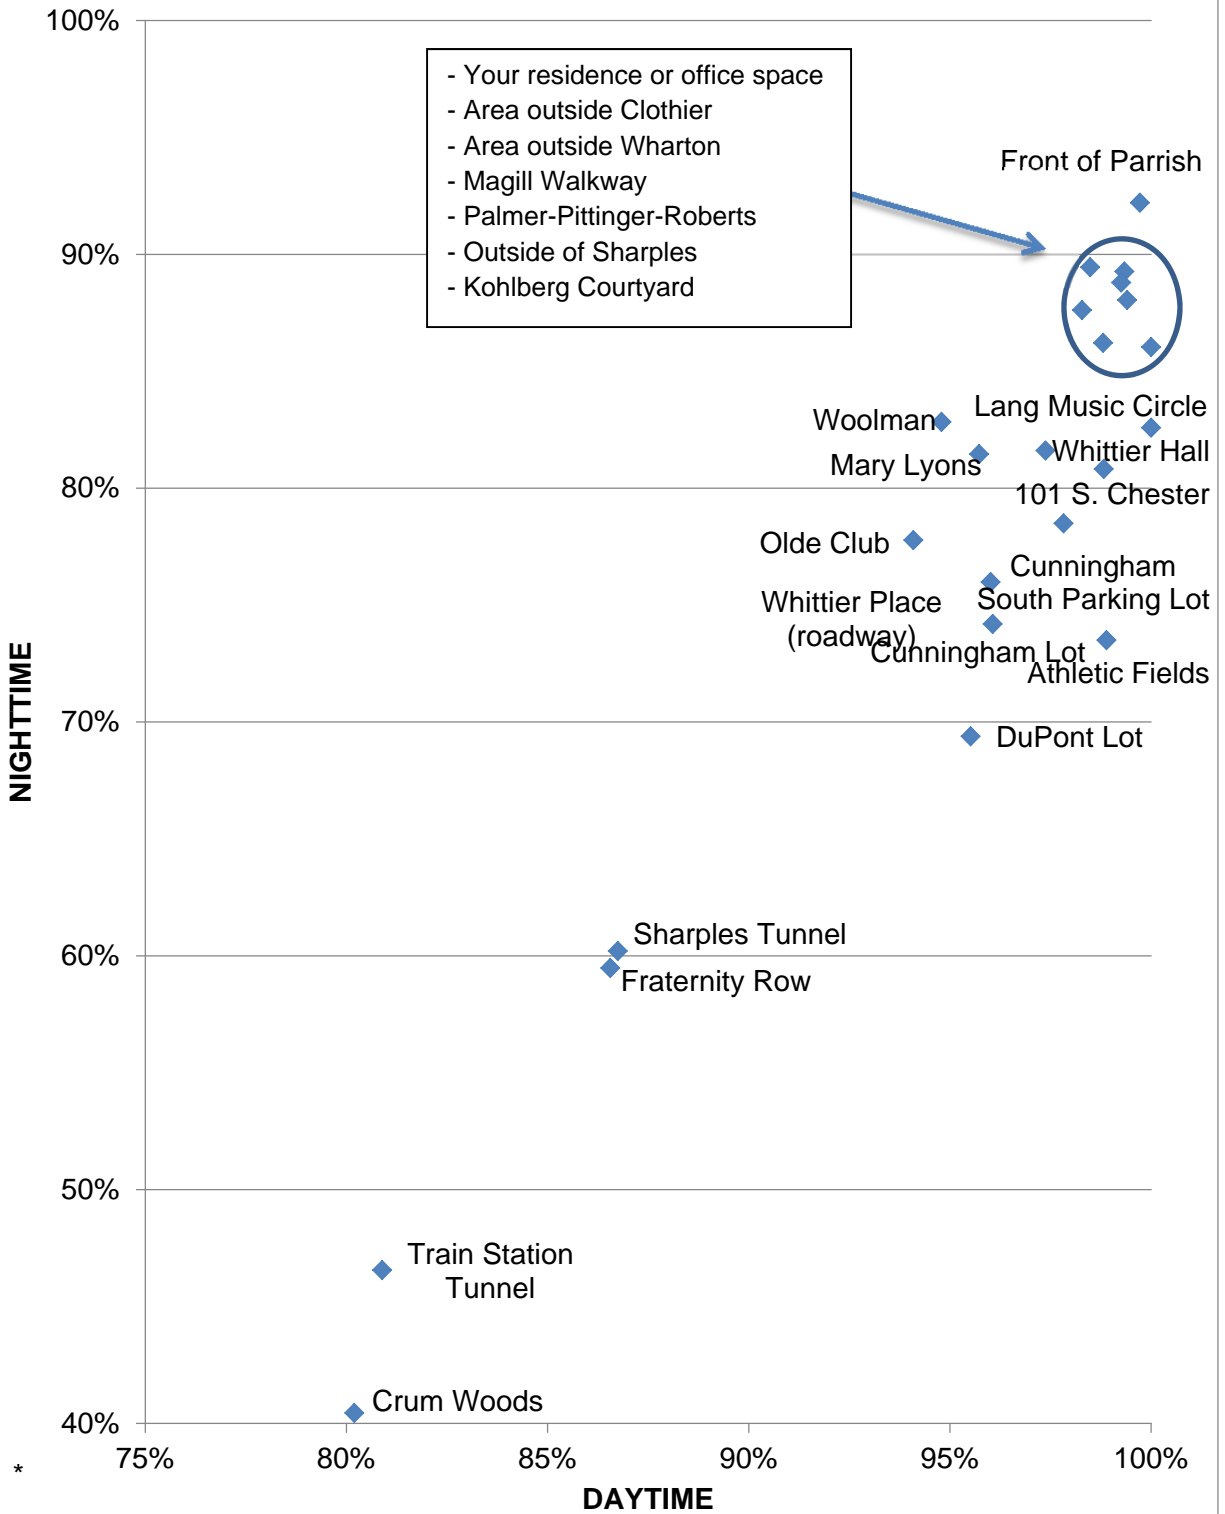 100%
- Your residence or office space
- Area outside Clothier
- Area outside Wharton
- Magill Walkway
- Palmer-Pittinger-Roberts
- Outside of Sharples
- Kohlberg Courtyard
Front of Parrish
90%
Lang Music Circle
Woolman
Whittier Hall
Mary Lyons
80%
101 S. Chester
Olde Club
Cunningham
South Parking Lot
Whittier Place
(roadway)
Cunningham Lot
Athletic Fields
70%
DuPont Lot
NIGHTTIME
Sharples Tunnel
60%
Fraternity Row
50%
Train Station
Tunnel
Crum Woods
40%
75%
80%
85%
90%
95%
100%
*
DAYTIME